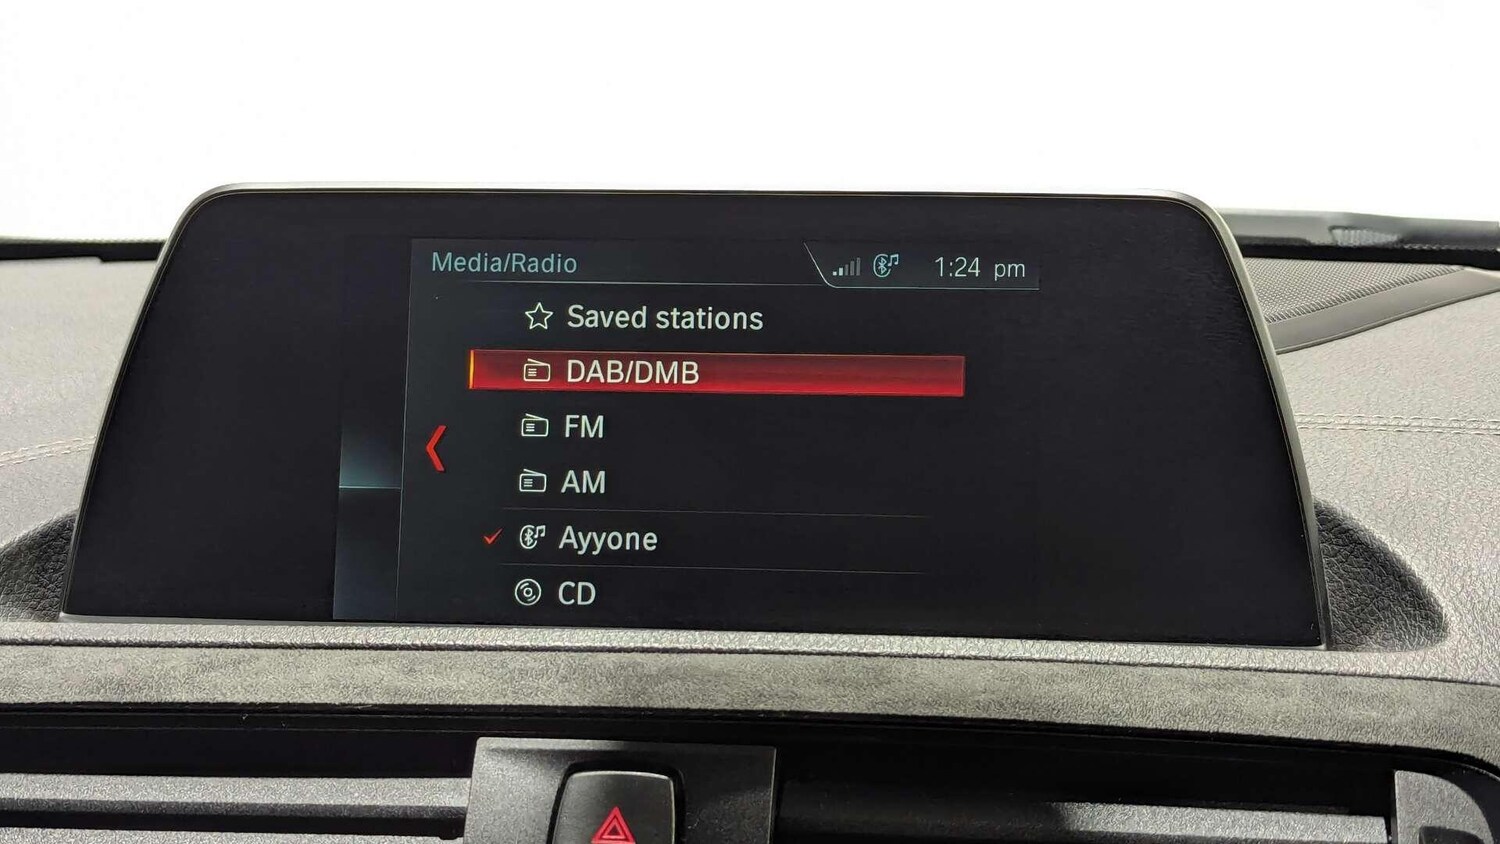 Media/Radio
1:24 pm
Saved stations
DAB/DMB
FM
AM
Ayyone
CD